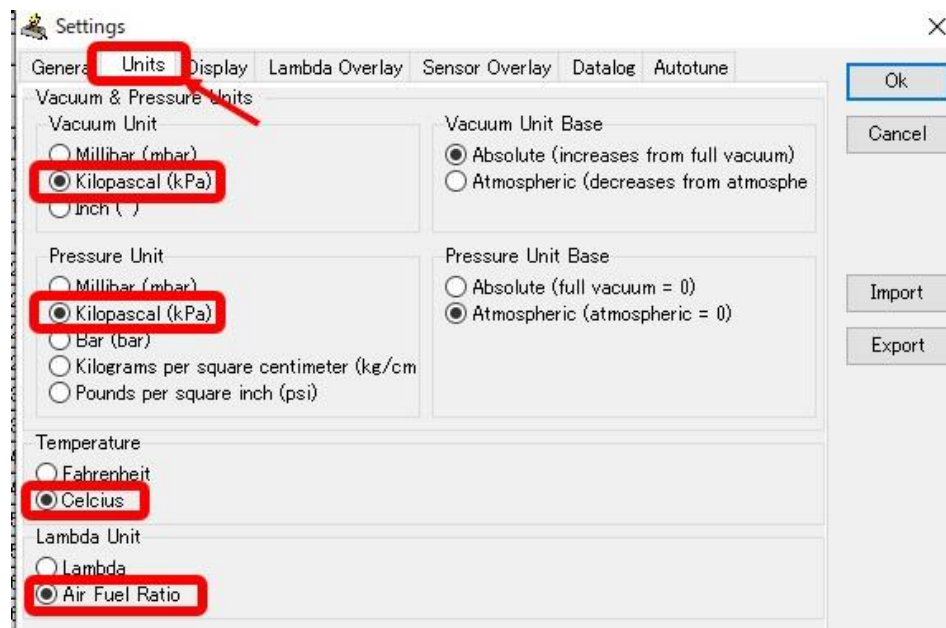 Settings
General Units Display Lambda Overlay Sensor Overlay Datalog Autotune
Ok
Cancel
Import
Export
Vacuum & Pressure Units
Vacuum Unit
Millibar (mbar)
Kilopascal (kPa)
Inch ( )
Vacuum Unit Base
Absolute (increases from full vacuum)
Atmospheric (decreases from atmosphe
Pressure Unit
Millibar (mbar)
Kilopascal (kPa)
Bar (bar)
Kilograms per square centimeter (kg/cm
Pounds per square inch (psi)
Pressure Unit Base
Absolute (full vacuum = 0)
Atmospheric (atmospheric = 0)
Temperature
Fahrenheit
Celcius
Lambda Unit
Lambda
Air Fuel Ratio